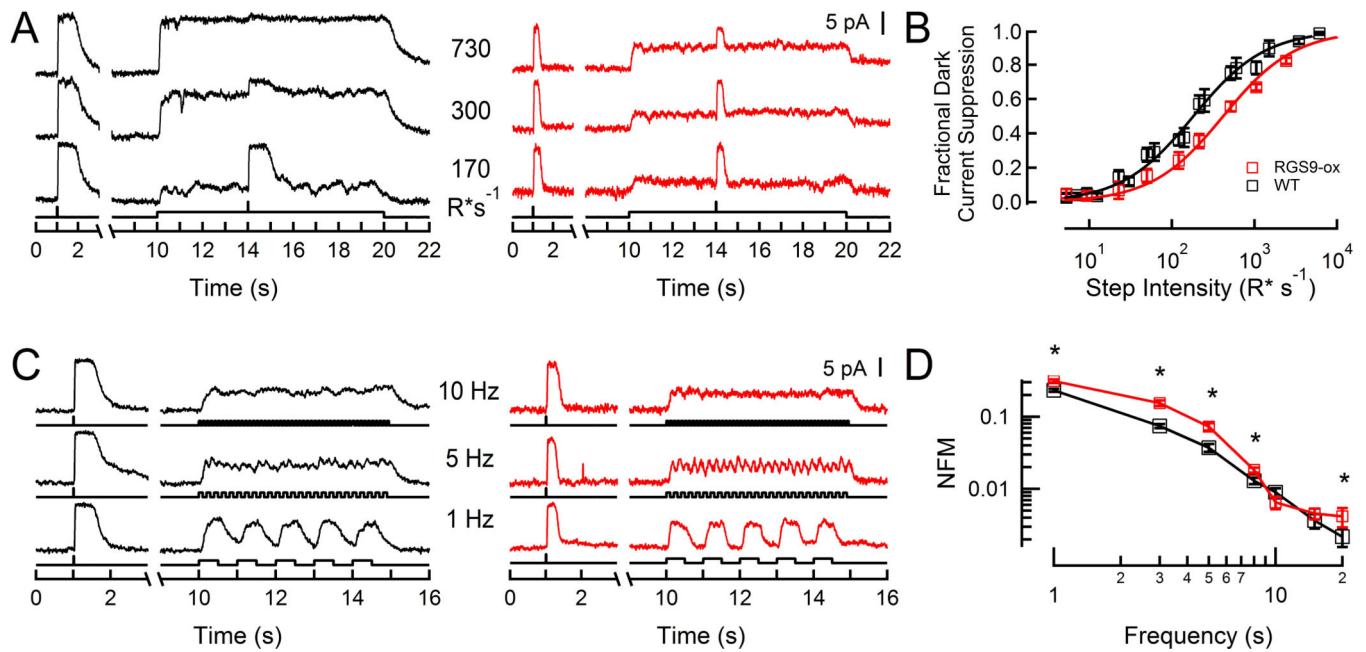 A
5 pA
730
300
170
R*s-1
0 2 10 12 14 16 18 20 22
Time (s)
0 2 10 12 14 16 18 20 22
Time (s)
B
Fractional Dark
Current Suppression
1.0
0.8
0.6
0.4
0.2
0.0
RGS9-ox
WT
10¹ 10² 10³ 10⁴
Step Intensity (R* s⁻¹)
C
5 pA
10 Hz
5 Hz
1 Hz
0 2 10 12 14 16
Time (s)
0 2 10 12 14 16
Time (s)
D
NFM
* * * * *
0.1
0.01
1 2 3 4 5 6 7 10 2
Frequency (s)